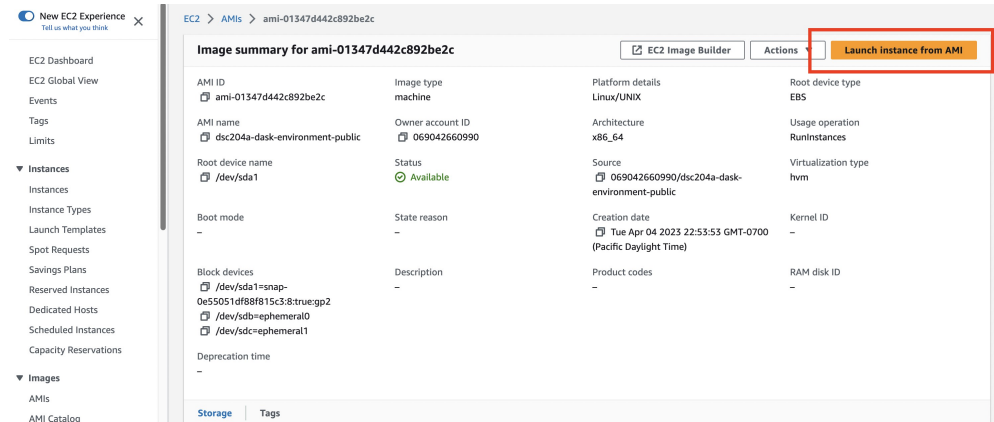 New EC2 Experience
Tell us what you think
EC2 Dashboard
EC2 Global View
Events
Tags
Limits
Instances
Instances
Instance Types
Launch Templates
Spot Requests
Savings Plans
Reserved Instances
Dedicated Hosts
Scheduled Instances
Capacity Reservations
Images
AMIs
AMI Catalog
EC2 > AMIs > ami-01347d442c892be2c
Image summary for ami-01347d442c892be2c
EC2 Image Builder
Actions
Launch instance from AMI
AMI ID
ami-01347d442c892be2c
Image type
machine
Platform details
Linux/UNIX
Root device type
EBS
AMI name
dsc204a-dask-environment-public
Owner account ID
069042660990
Architecture
x86_64
Usage operation
RunInstances
Root device name
/dev/sda1
Status
Available
Source
069042660990/dsc204a-dask-
environment-public
Virtualization type
hvm
Boot mode
–
State reason
–
Creation date
Tue Apr 04 2023 22:53:53 GMT-0700
(Pacific Daylight Time)
Kernel ID
–
Block devices
/dev/sda1=snap-
0e55051df88f815c3:8:true:gp2
/dev/sdb=ephemeral0
/dev/sdc=ephemeral1
Description
–
Product codes
–
RAM disk ID
–
Deprecation time
–
Storage
Tags